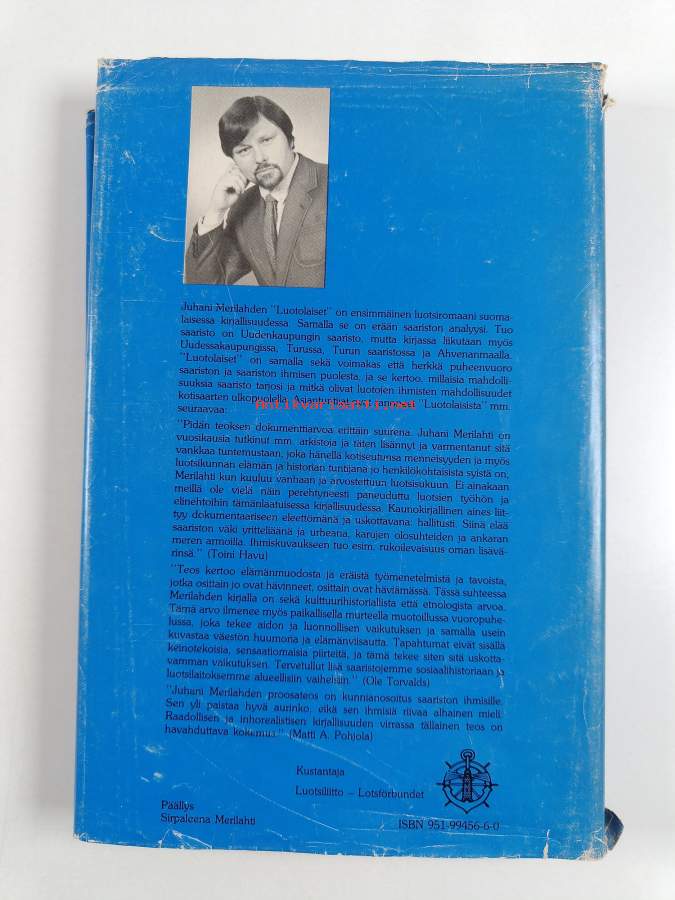 Juhani Merilahden "Luotolaiset" on ensimmäinen luotsiromaani suoma-
laisessa kirjallisuudessa. Samalla se on erään saariston analyysi. Tuo
saaristo on Uudenkaupungin saaristo, mutta kirjassa liikutaan myös
Uudessakaupungissa, Turussa, Turun saaristossa ja Ahvenanmaalla.
"Luotolaiset" on samalla sekä voimakas että herkkä puheenvuoro
saariston ja saariston ihmisen puolesta, ja se kertoo, millaisia mahdolli-
suuksia saaristo tarjosi ja mitkä olivat luotojen ihmisten mahdollisuudet
kotisaarten ulkopuolella. Asiantuntijat ovat "Luotolaisista" mm.
seuraavaa:
antikvariaatti.net
"Pidän teoksen dokumenttiarvoa erittäin suurena. Juhani Merilahti on
vuosikausia tutkinut mm. arkistoja ja täten lisännyt ja varmentanut sitä
vankkaa tuntemustaan, joka hänellä kotiseutunsa menneisyyden ja myös
luotsikunnan elämän ja historian tuntijana jo henkilökohtaisista syistä on,
Merilahti kun kuuluu vanhaan ja arvostettuun luotsisukuun. Ei ainakaan
meillä ole vielä näin perehtyneesti paneuduttu luotsien työhön ja
elinehtoihin tämänlaatuisessa kirjallisuudessa. Kaunokirjallinen aines liit-
tyy dokumentaariseen eleettömänä ja uskottavana: hallitusti. Siinä elää
saariston väki yritteliäänä ja urheana, karujen olosuhteiden ja ankaran
meren armoilla. Ihmiskuvaukseen tuo esim. rukoilevaisuus oman lisävä-
rinsä." (Toini Havu)
"Teos kertoo elämänmuodosta ja eräistä työmenetelmistä ja tavoista,
jotka osittain jo ovat hävinneet, osittain ovat häviämässä. Tässä suhteessa
Merilahden kirjalla on sekä kulttuurihistoriallista että etnologista arvoa.
Tämä arvo ilmenee myös paikallisella murteella muotoillussa vuoropuhe-
lussa, joka tekee aidon ja luonnollisen vaikutuksen ja samalla usein
kuvastaa väestön huumoria ja elämänviisautta. Tapahtumat eivät sisällä
keinotekoisia, sensaatiomaisia piirteitä, ja tämä tekee siten sitä uskotta-
vamman vaikutuksen. Tervetullut lisä saaristojemme sosiaalihistoriaan ja
luotsilaitoksemme alueellisiin vaiheisiin." (Ole Torvalds)
"Juhani Merilahden proosateos on kunnianosoitus saariston ihmisille.
Sen yli paistaa hyvä aurinko, eikä sen ihmisiä riivaa alhainen mieli.
Raadollisen ja inhorealistisen kirjallisuuden virrassa tällainen teos on
havahduttava kokemus." (Matti A. Pohjola)
Kustantaja
Luotsiliitto – Lotsförbundet
Päällys
Sirpaleena Merilahti
ISBN 951-99456-6-0